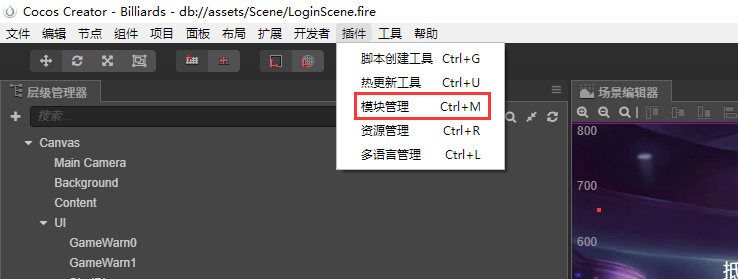 Cocos Creator - Billiards - db://assets/Scene/LoginScene.fire
文件 编辑 节点 组件 项目 面板 布局 扩展 开发者 插件 工具 帮助
脚本创建工具 Ctrl+G
热更新工具 Ctrl+U
模块管理 Ctrl+M
资源管理 Ctrl+R
多语言管理 Ctrl+L
层级管理器
搜索...
Canvas
Main Camera
Background
Content
UI
GameWarn0
GameWarn1
场景编辑器
800
700
600